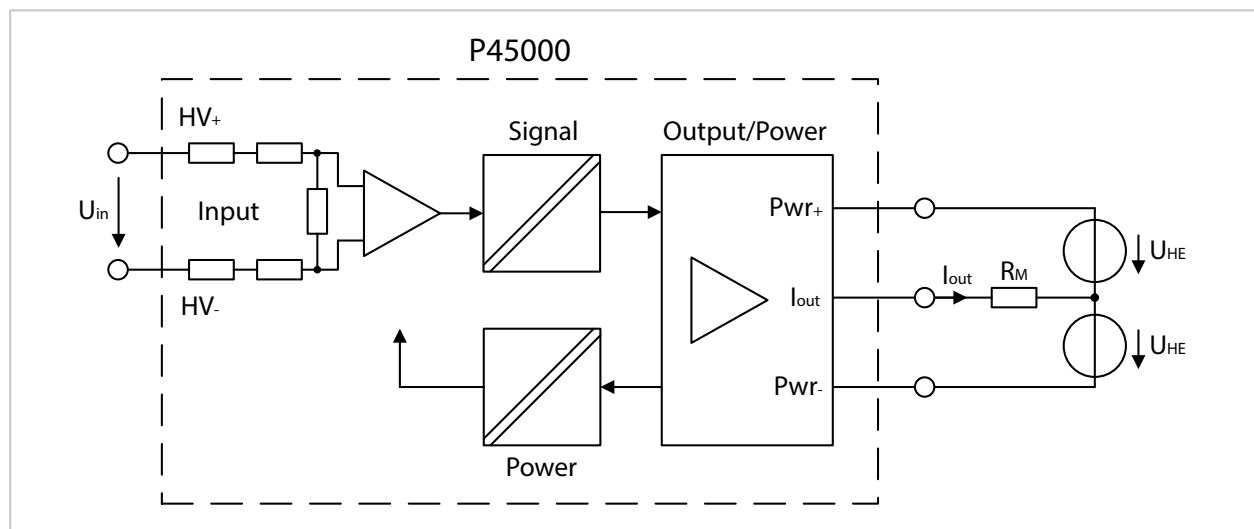 P45000
HV+
Signal
Output/Power
Uin
Input
Pwr+
UHE
HV-
Iout
Iout
RM
UHE
Pwr-
Power